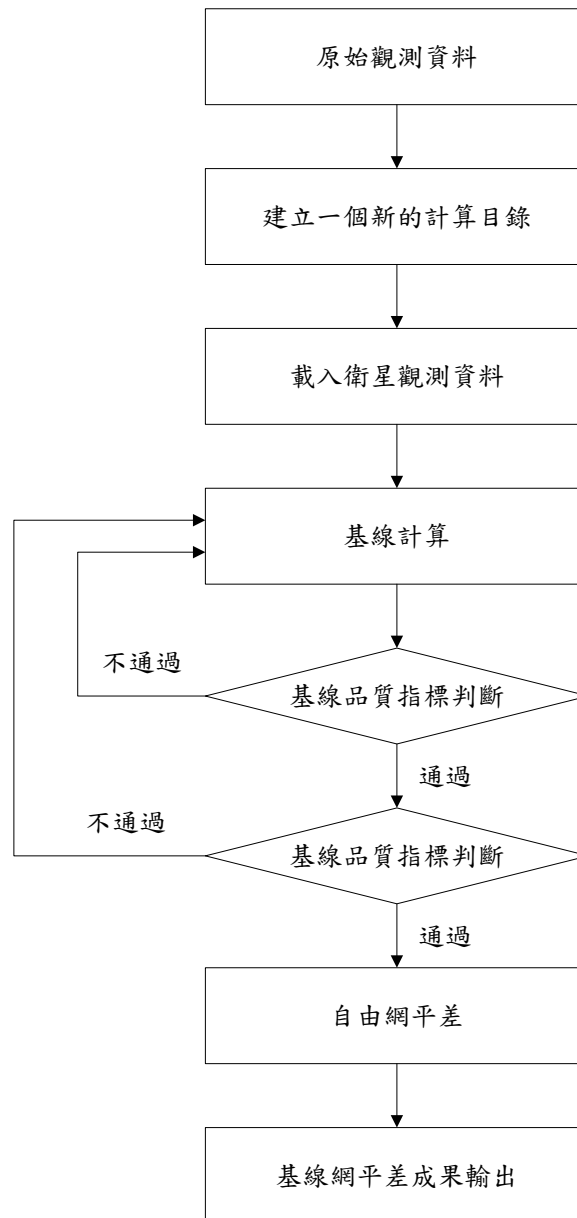 原始觀測資料
建立一個新的計算目錄
載入衛星觀測資料
基線計算
不通過
基線品質指標判斷
通過
不通過
基線品質指標判斷
通過
自由網平差
基線網平差成果輸出